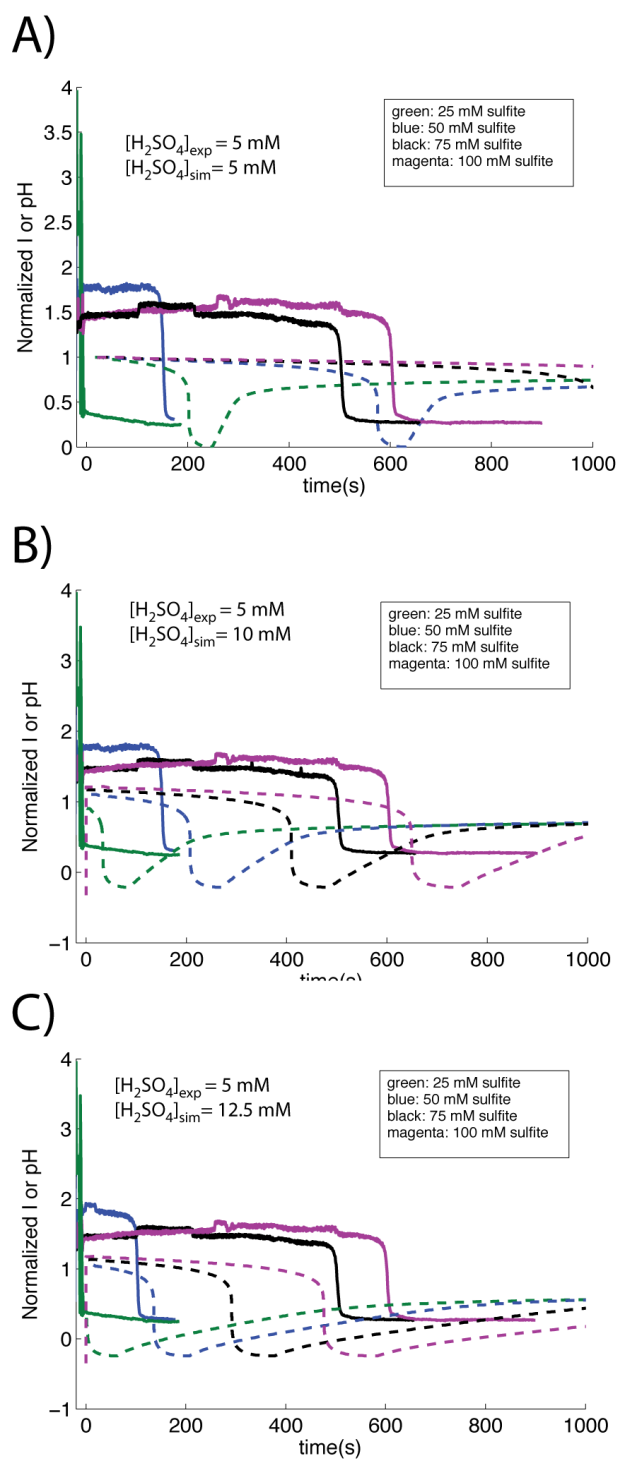 A)
Normalized I or pH
4
3.5
3
2.5
2
1.5
1
0.5
0
[H2SO4]exp = 5 mM
[H2SO4]sim = 5 mM
green: 25 mM sulfite
blue: 50 mM sulfite
black: 75 mM sulfite
magenta: 100 mM sulfite
0 200 400 600 800 1000
time(s)
B)
Normalized I or pH
4
3
2
1
0
−1
[H2SO4]exp = 5 mM
[H2SO4]sim = 10 mM
green: 25 mM sulfite
blue: 50 mM sulfite
black: 75 mM sulfite
magenta: 100 mM sulfite
0 200 400 600 800 1000
time(s)
C)
Normalized I or pH
4
3
2
1
0
−1
[H2SO4]exp = 5 mM
[H2SO4]sim = 12.5 mM
green: 25 mM sulfite
blue: 50 mM sulfite
black: 75 mM sulfite
magenta: 100 mM sulfite
0 200 400 600 800 1000
time(s)